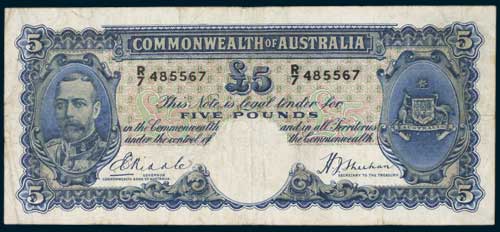 5 COMMONWEALTH OF AUSTRALIA 5
R/7 485567 £5 R/7 485567
This Note is Legal tender for
FIVE POUNDS
in the Commonwealth and in all Territories
under the control of the Commonwealth.
E Riddle H J Sheehan
GOVERNOR SECRETARY TO THE TREASURY
COMMONWEALTH BANK OF AUSTRALIA
5 5